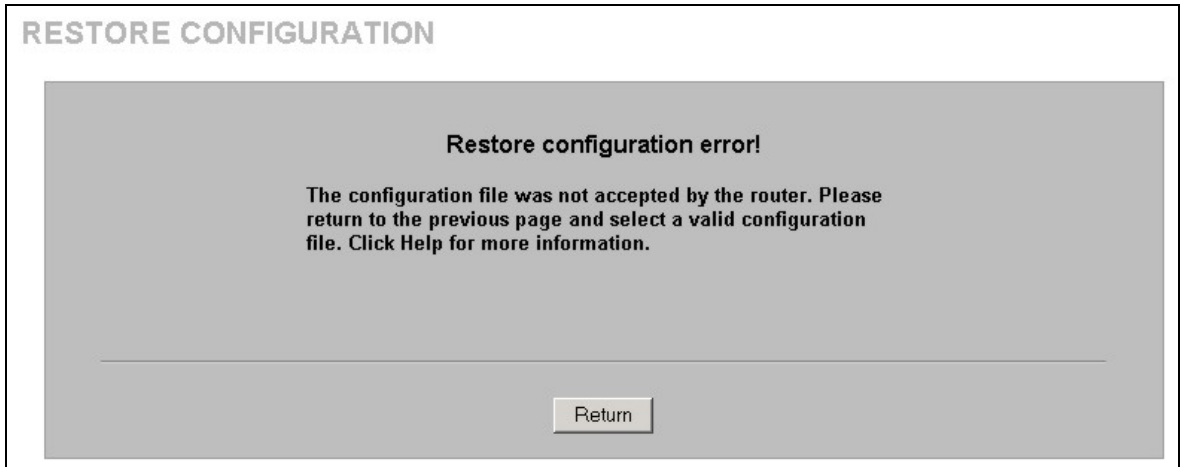 RESTORE CONFIGURATION
Restore configuration error!
The configuration file was not accepted by the router. Please
return to the previous page and select a valid configuration
file. Click Help for more information.
Return